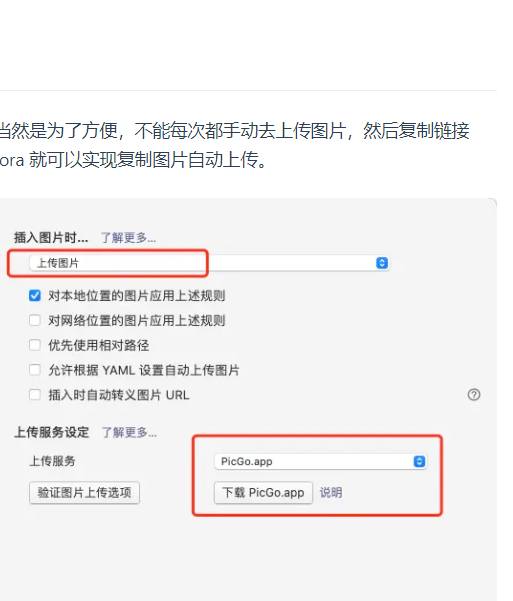 当然是为了方便，不能每次都手动去上传图片，然后复制链接
ora 就可以实现复制图片自动上传。
插入图片时... 了解更多...
上传图片
对本地位置的图片应用上述规则
对网络位置的图片应用上述规则
优先使用相对路径
允许根据 YAML 设置自动上传图片
插入时自动转义图片 URL
上传服务设定 了解更多...
上传服务 PicGo.app
验证图片上传选项 下载 PicGo.app 说明